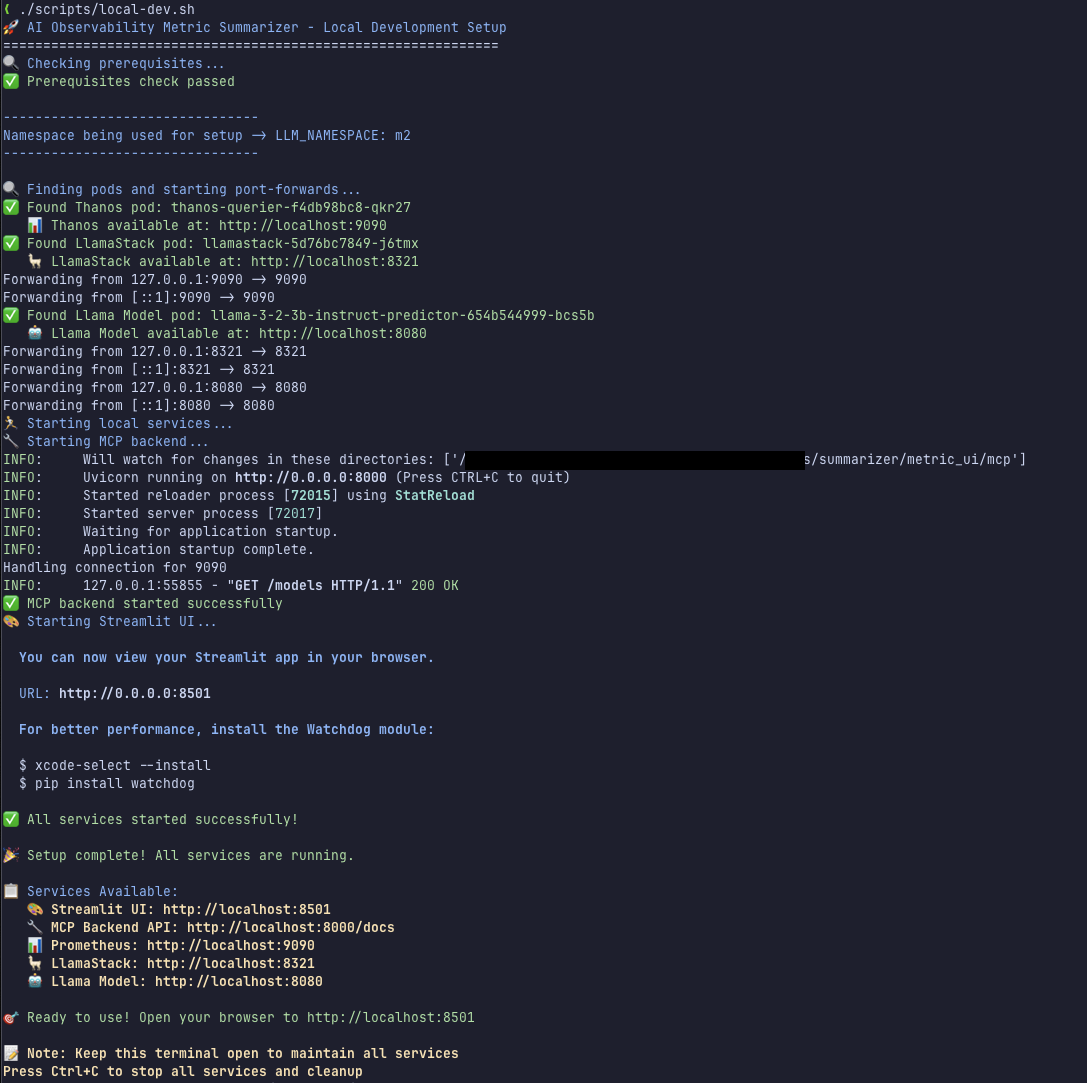 ❮ ./scripts/local-dev.sh
🚀 AI Observability Metric Summarizer - Local Development Setup
==============================================================
🔍 Checking prerequisites...
✅ Prerequisites check passed
--------------------------------
Namespace being used for setup -> LLM_NAMESPACE: m2
--------------------------------
🔍 Finding pods and starting port-forwards...
✅ Found Thanos pod: thanos-querier-f4db98bc8-qkr27
📊 Thanos available at: http://localhost:9090
✅ Found LlamaStack pod: llamastack-5d76bc7849-j6tmx
🦙 LlamaStack available at: http://localhost:8321
Forwarding from 127.0.0.1:9090 -> 9090
Forwarding from [::1]:9090 -> 9090
✅ Found Llama Model pod: llama-3-2-3b-instruct-predictor-654b544999-bcs5b
🤖 Llama Model available at: http://localhost:8080
Forwarding from 127.0.0.1:8321 -> 8321
Forwarding from [::1]:8321 -> 8321
Forwarding from 127.0.0.1:8080 -> 8080
Forwarding from [::1]:8080 -> 8080
🏃 Starting local services...
🔧 Starting MCP backend...
INFO:     Will watch for changes in these directories: ['/ s/summarizer/metric_ui/mcp']
INFO:     Uvicorn running on http://0.0.0.0:8000 (Press CTRL+C to quit)
INFO:     Started reloader process [72015] using StatReload
INFO:     Started server process [72017]
INFO:     Waiting for application startup.
INFO:     Application startup complete.
Handling connection for 9090
INFO:     127.0.0.1:55855 - "GET /models HTTP/1.1" 200 OK
✅ MCP backend started successfully
🎨 Starting Streamlit UI...
You can now view your Streamlit app in your browser.
URL: http://0.0.0.0:8501
For better performance, install the Watchdog module:
$ xcode-select --install
$ pip install watchdog
✅ All services started successfully!
🎉 Setup complete! All services are running.
📋 Services Available:
🎨 Streamlit UI: http://localhost:8501
🔧 MCP Backend API: http://localhost:8000/docs
📊 Prometheus: http://localhost:9090
🦙 LlamaStack: http://localhost:8321
🤖 Llama Model: http://localhost:8080
🎯 Ready to use! Open your browser to http://localhost:8501
📝 Note: Keep this terminal open to maintain all services
Press Ctrl+C to stop all services and cleanup